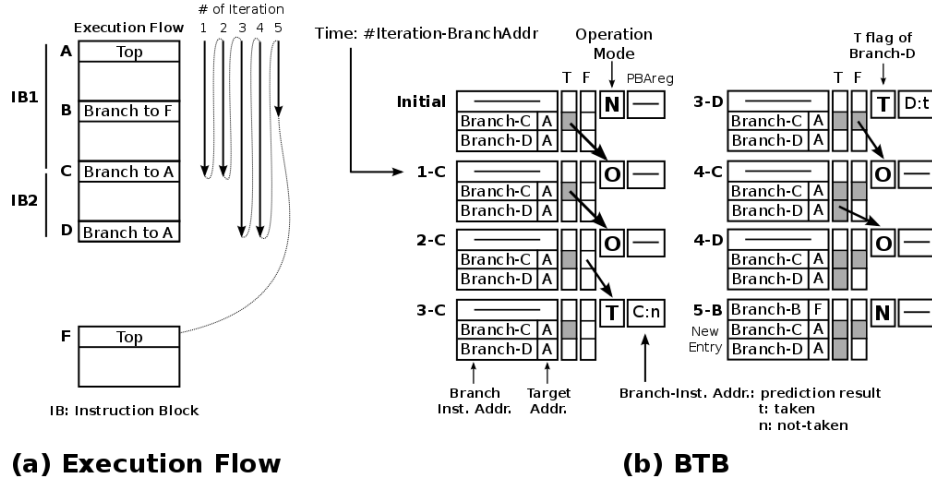 Execution Flow
# of Iteration
1 2 3 4 5
A
Top
IB1
B
Branch to F
C
Branch to A
IB2
D
Branch to A
F
Top
IB: Instruction Block
(a) Execution Flow
Time: #Iteration-BranchAddr
Operation
Mode
T F
PBAreg
Initial
N
Branch-C A
Branch-D A
1-C
O
Branch-C A
Branch-D A
2-C
O
Branch-C A
Branch-D A
3-C
T
C:n
Branch-C A
Branch-D A
Branch
Inst. Addr.
Target
Addr.
T flag of
Branch-D
T F
3-D
T
D:t
Branch-C A
Branch-D A
4-C
O
Branch-C A
Branch-D A
4-D
O
Branch-C A
Branch-D A
5-B
Branch-B F
N
New
Entry
Branch-C A
Branch-D A
Branch-Inst. Addr.: prediction result
t: taken
n: not-taken
(b) BTB